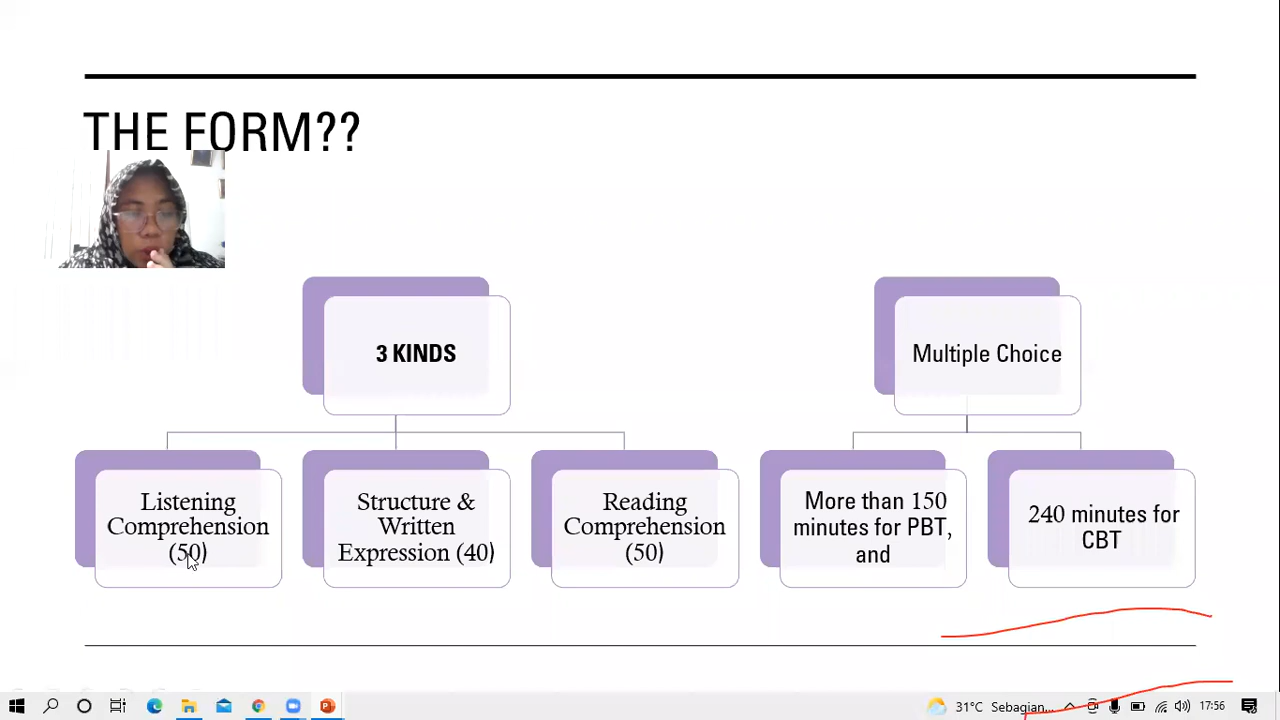 THE FORM??
3 KINDS
Multiple Choice
Listening
Comprehension
(50)
Structure &
Written
Expression (40)
Reading
Comprehension
(50)
More than 150
minutes for PBT,
and
240 minutes for
CBT
31°C Sebagian... 17:56